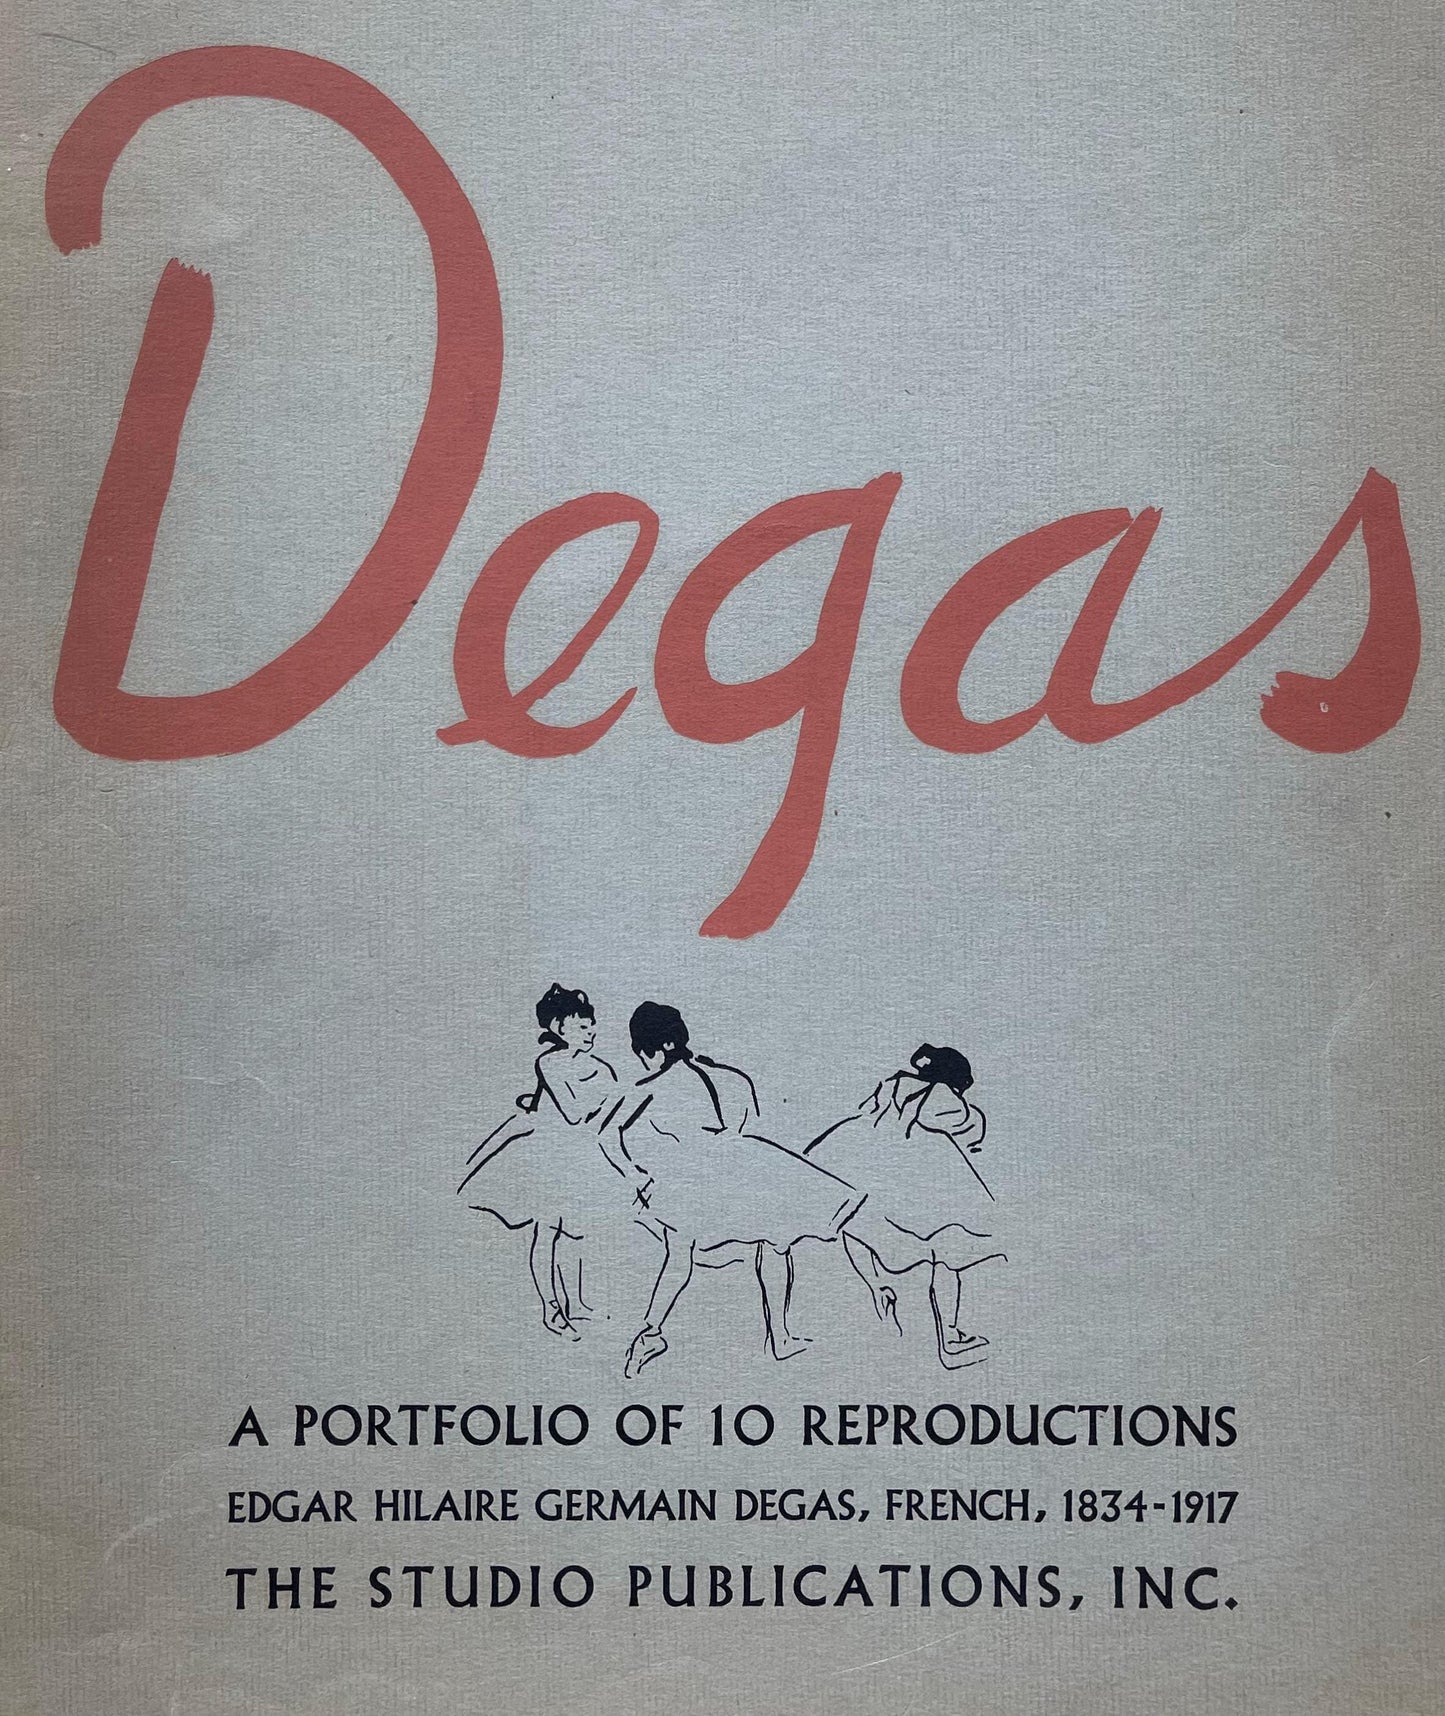 Degas
A PORTFOLIO OF 10 REPRODUCTIONS
EDGAR HILAIRE GERMAIN DEGAS, FRENCH, 1834-1917
THE STUDIO PUBLICATIONS, INC.